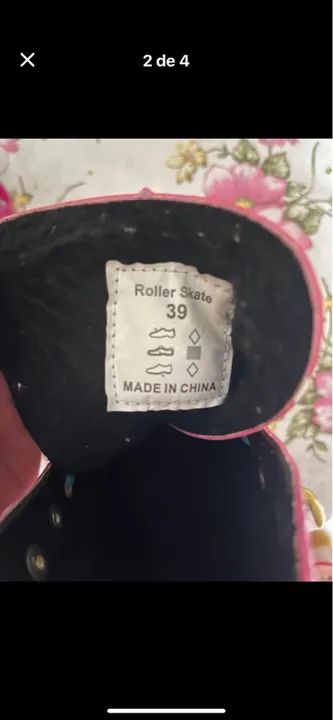 2 de 4
Roller Skate
39
MADE IN CHINA